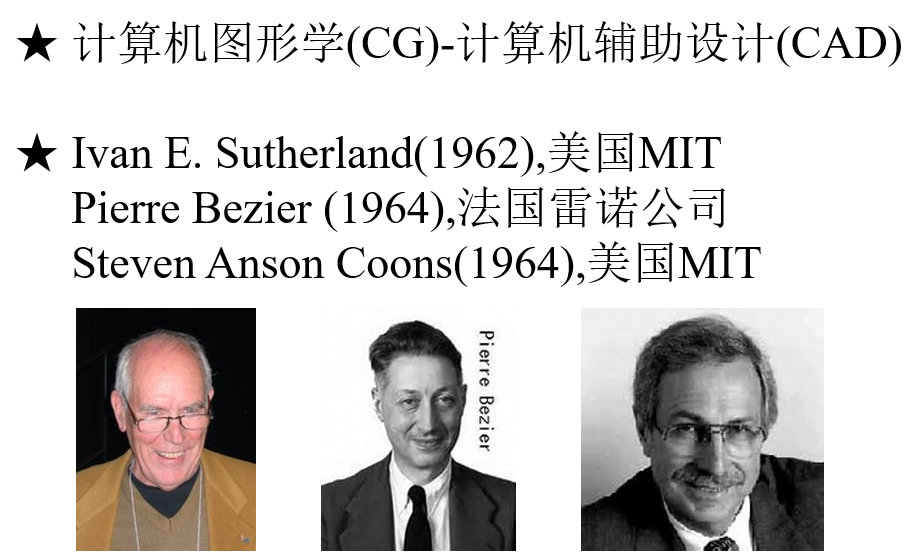 ★ 计算机图形学(CG)-计算机辅助设计(CAD)
★ Ivan E. Sutherland(1962),美国MIT
Pierre Bezier (1964),法国雷诺公司
Steven Anson Coons(1964),美国MIT
Pierre Bezier